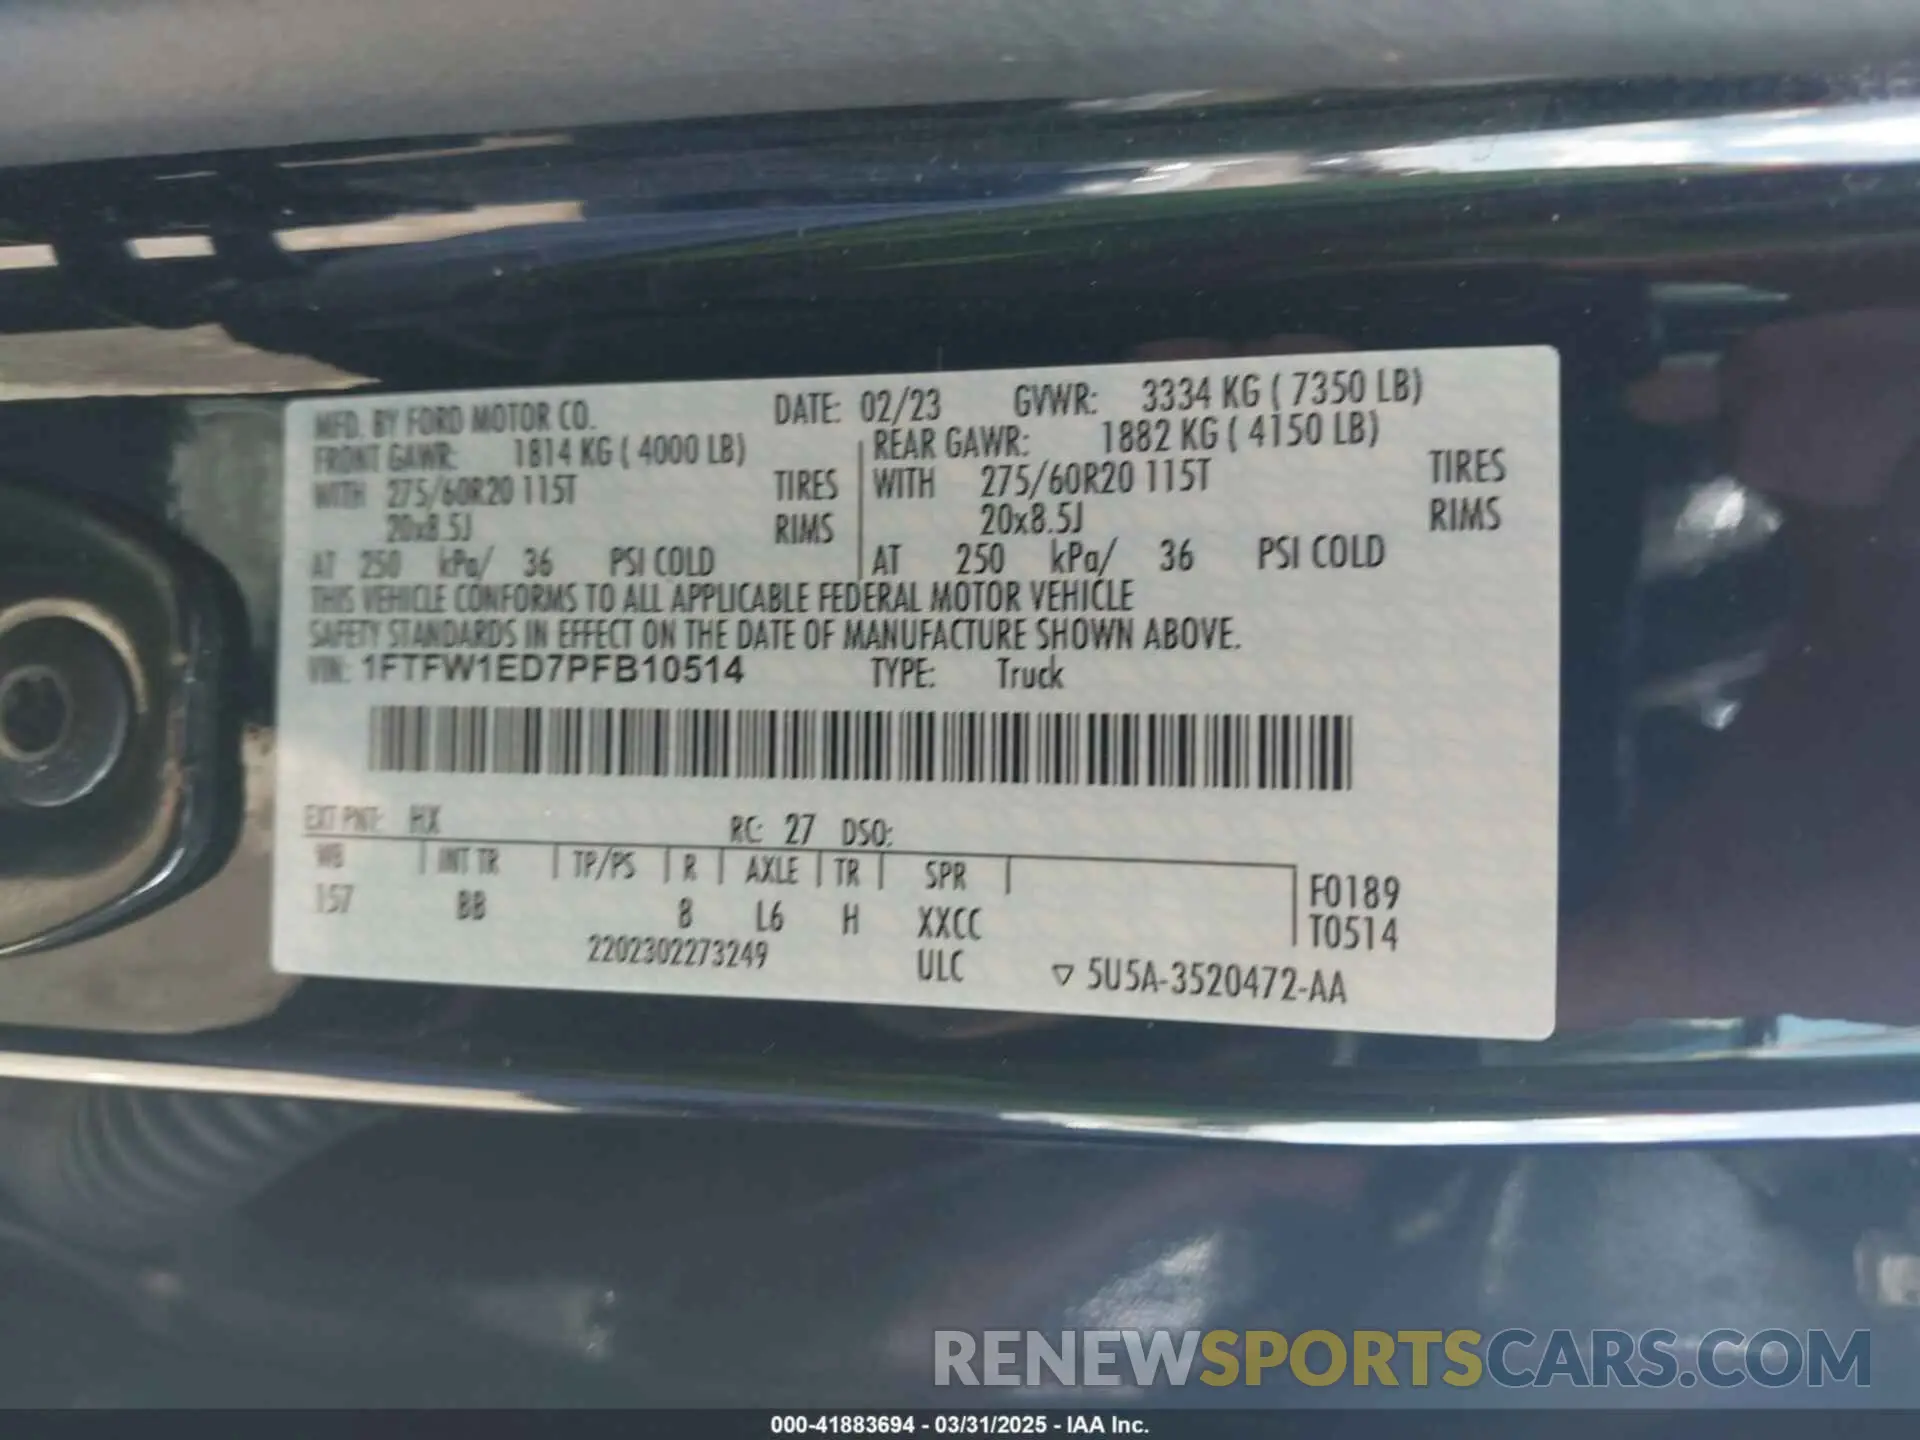 MFD. BY FORD MOTOR CO. DATE: 02/23 GVWR: 3334 KG ( 7350 LB)
FRONT GAWR: 1814 KG ( 4000 LB) REAR GAWR: 1882 KG ( 4150 LB)
WITH 275/60R20 115T TIRES WITH 275/60R20 115T TIRES
20x8.5J RIMS 20x8.5J RIMS
AT 250 kPa/ 36 PSI COLD AT 250 kPa/ 36 PSI COLD
THIS VEHICLE CONFORMS TO ALL APPLICABLE FEDERAL MOTOR VEHICLE
SAFETY STANDARDS IN EFFECT ON THE DATE OF MANUFACTURE SHOWN ABOVE.
VIN: 1FTFW1ED7PFB10514 TYPE: Truck
EXT PNT: HX RC: 27 DSO:
WB INT TR TP/PS R AXLE TR SPR
157 BB 8 L6 H XXCC
F0189
T0514
2202302273249 ULC ▽ 5U5A-3520472-AA
RENEWSPORTSCARS.COM
000-41883694 - 03/31/2025 - IAA Inc.